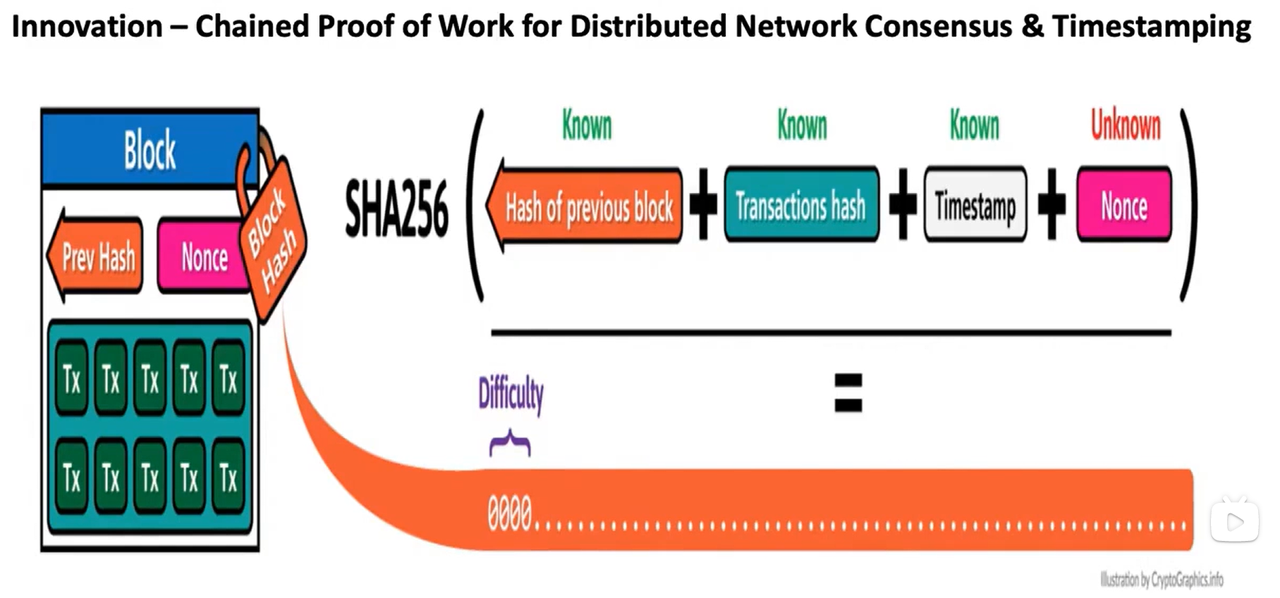 Innovation – Chained Proof of Work for Distributed Network Consensus & Timestamping
Block
Prev Hash
Nonce
Block
Hash
Tx Tx Tx Tx Tx
Tx Tx Tx Tx Tx
Known Known Known Unknown
SHA256 ( Hash of previous block + Transactions hash + Timestamp + Nonce )
=
Difficulty
0000.................................................
Illustration by CryptoGraphics.info